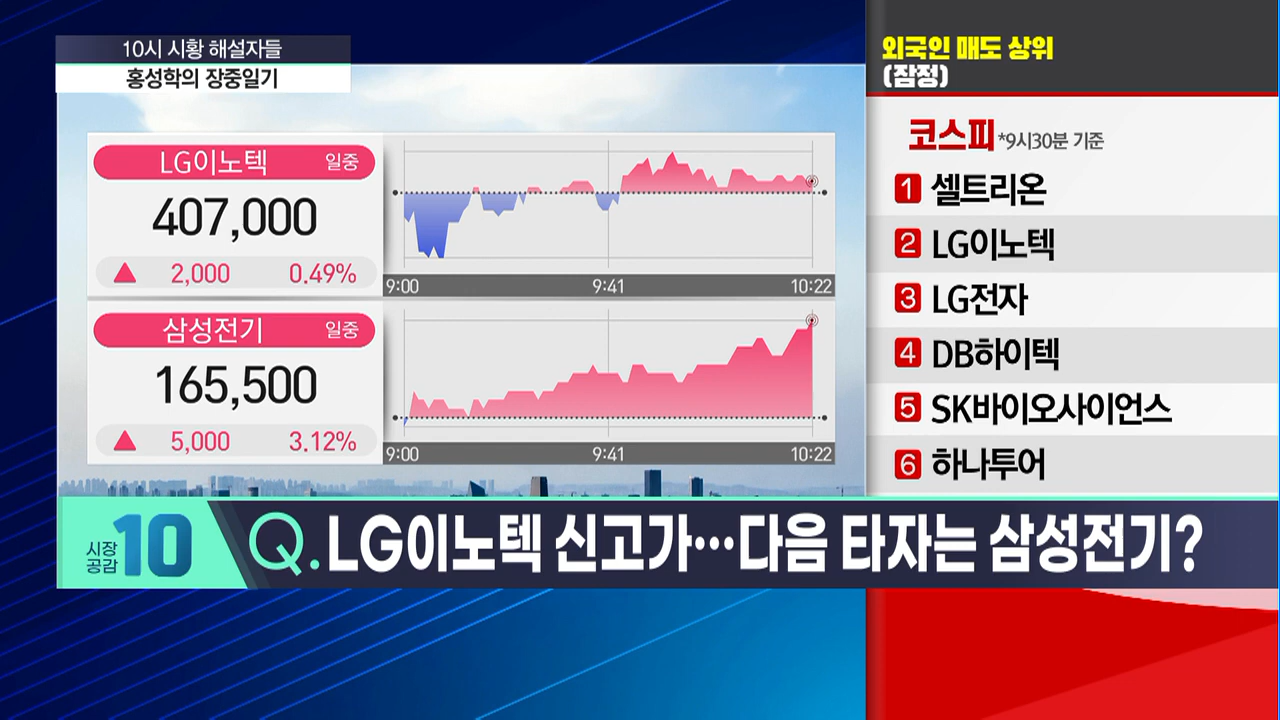 10시 시황 해설자들
홍성학의 장중일기
LG이노텍 일중
407,000
▲ 2,000 0.49%
9:00 9:41 10:22
삼성전기 일중
165,500
▲ 5,000 3.12%
9:00 9:41 10:22
외국인 매도 상위
(잠정)
코스피 *9시30분 기준
1 셀트리온
2 LG이노텍
3 LG전자
4 DB하이텍
5 SK바이오사이언스
6 하나투어
시장
공감 10
Q. LG이노텍 신고가…다음 타자는 삼성전기?